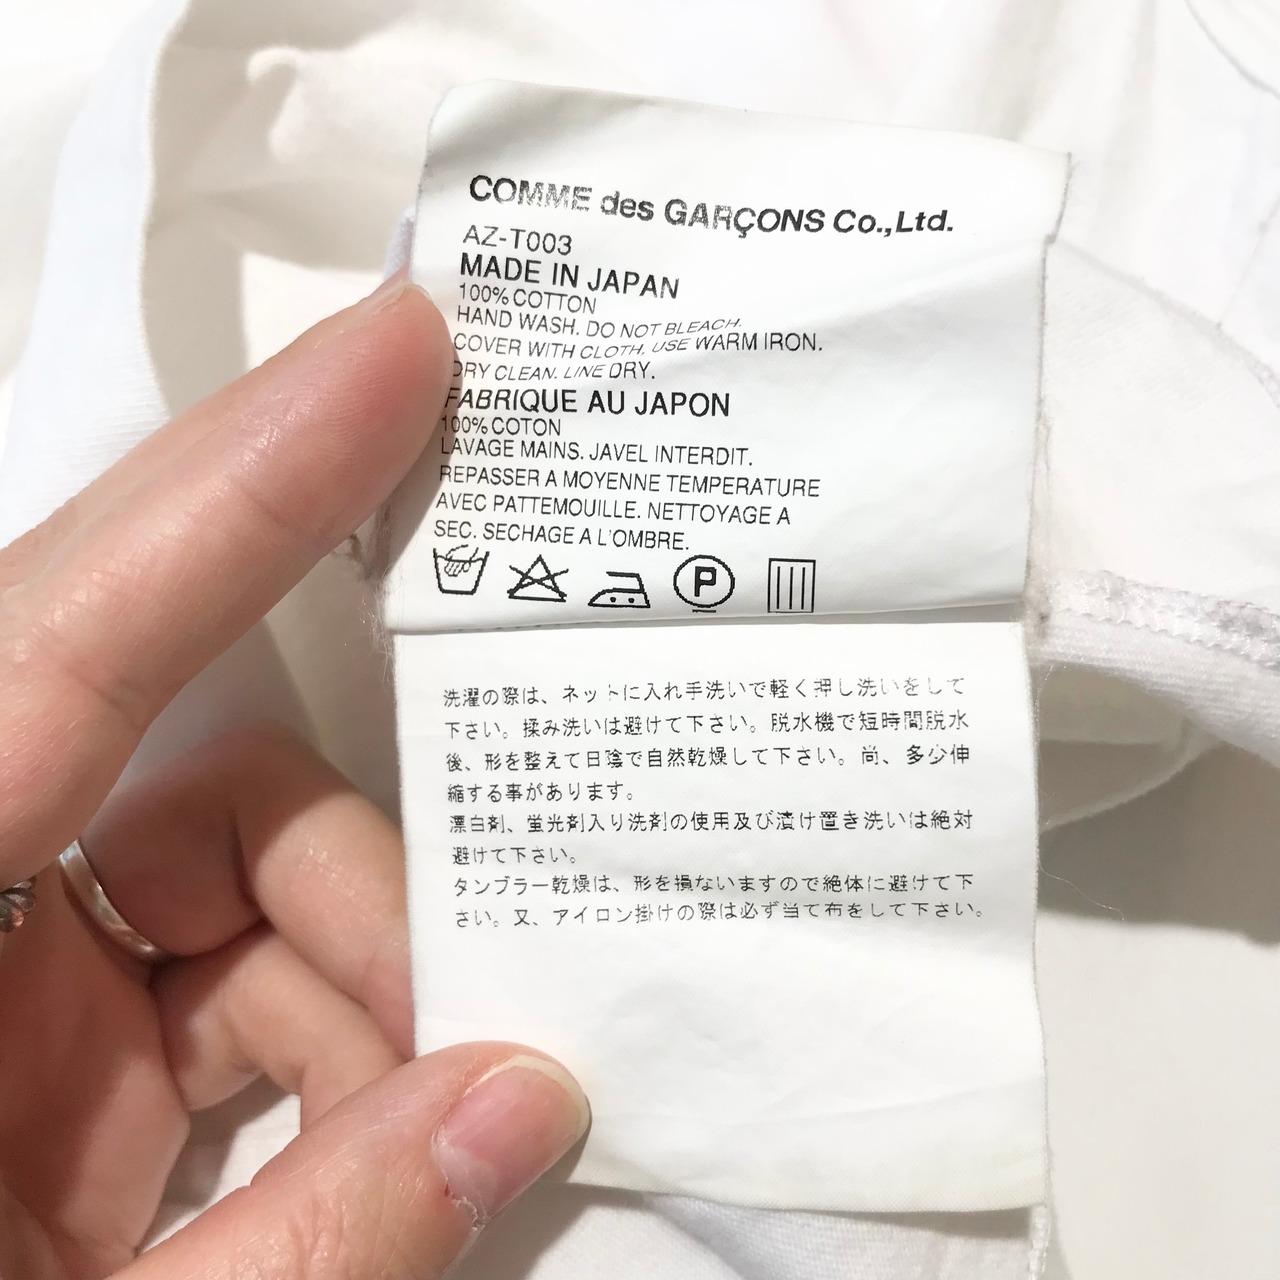 COMME des GARÇONS Co.,Ltd.
AZ-T003
MADE IN JAPAN
100% COTTON
HAND WASH. DO NOT BLEACH.
COVER WITH CLOTH. USE WARM IRON.
DRY CLEAN. LINE DRY.
FABRIQUE AU JAPON
100% COTON
LAVAGE MAINS. JAVEL INTERDIT.
REPASSER A MOYENNE TEMPERATURE
AVEC PATTEMOUILLE. NETTOYAGE A
SEC. SECHAGE A L'OMBRE.
P
洗濯の際は、ネットに入れ手洗いで軽く押し洗いをして
下さい。揉み洗いは避けて下さい。脱水機で短時間脱水
後、形を整えて日陰で自然乾燥して下さい。尚、多少伸
縮する事があります。
漂白剤、蛍光剤入り洗剤の使用及び漬け置き洗いは絶対
避けて下さい。
タンブラー乾燥は、形を損ないますので絶体に避けて下
さい。又、アイロン掛けの際は必ず当て布をして下さい。